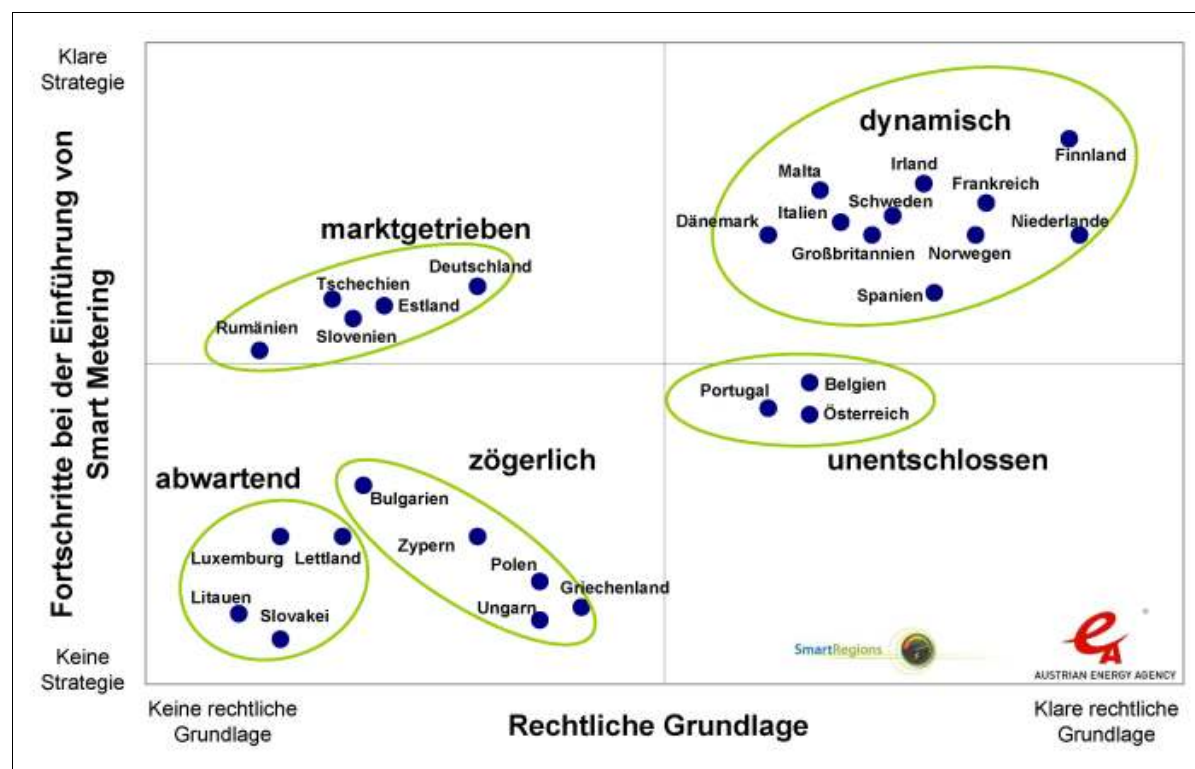 Klare
Strategie
Fortschritte bei der Einführung von
Smart Metering
Keine
Strategie
dynamisch
Finnland
Irland
Malta
Frankreich
Schweden
Italien
Dänemark
Niederlande
Großbritannien
Norwegen
Spanien
marktgetrieben
Deutschland
Tschechien
Estland
Rumänien
Slovenien
Portugal
Belgien
Österreich
unentschlossen
zögerlich
Bulgarien
Zypern
Polen
Griechenland
Ungarn
abwartend
Luxemburg
Lettland
Litauen
Slovakei
SmartRegions
eA
®
AUSTRIAN ENERGY AGENCY
Keine rechtliche
Grundlage
Rechtliche Grundlage
Klare rechtliche
Grundlage